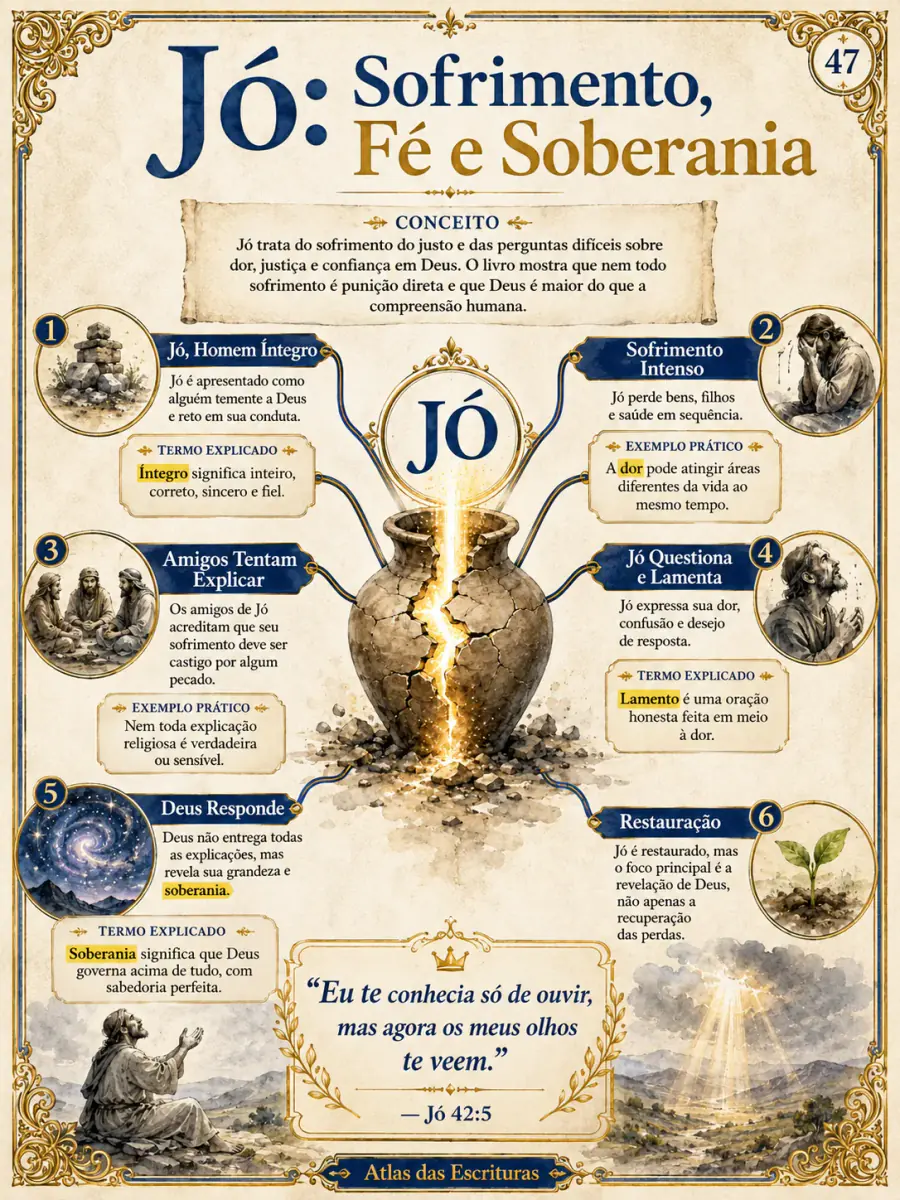 47
Jó: Sofrimento,
Fé e Soberania
CONCEITO
Jó trata do sofrimento do justo e das perguntas difíceis sobre
dor, justiça e confiança em Deus. O livro mostra que nem todo
sofrimento é punição direta e que Deus é maior do que a
compreensão humana.
1
Jó, Homem Íntegro
Jó é apresentado como
alguém temente a Deus
e reto em sua conduta.
TERMO EXPLICADO
Íntegro significa inteiro,
correto, sincero e fiel.
JÓ
2
Sofrimento
Intenso
Jó perde bens, filhos
e saúde em sequência.
EXEMPLO PRÁTICO
A dor pode atingir áreas
diferentes da vida ao
mesmo tempo.
3
Amigos Tentam
Explicar
Os amigos de Jó
acreditam que seu
sofrimento deve ser
castigo por algum
pecado.
EXEMPLO PRÁTICO
Nem toda explicação
religiosa é verdadeira
ou sensível.
4
Jó Questiona
e Lamenta
Jó expressa sua dor,
confusão e desejo
de resposta.
TERMO EXPLICADO
Lamento é uma oração
honesta feita em meio
à dor.
5
Deus Responde
Deus não entrega todas
as explicações, mas
revela sua grandeza e
soberania.
TERMO EXPLICADO
Soberania significa que Deus
governa acima de tudo, com
sabedoria perfeita.
6
Restauração
Jó é restaurado, mas
o foco principal é a
revelação de Deus,
não apenas a
recuperação
das perdas.
“Eu te conhecia só de ouvir,
mas agora os meus olhos
te veem.”
— Jó 42:5
Atlas das Escrituras